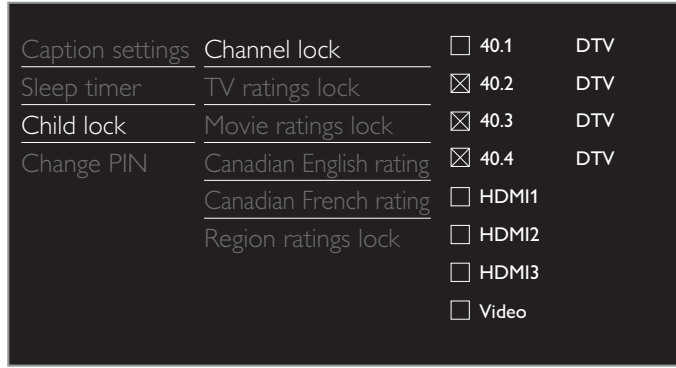 Caption settings
Sleep timer
Child lock
Change PIN
Channel lock
TV ratings lock
Movie ratings lock
Canadian English rating
Canadian French rating
Region ratings lock
40.1 DTV
40.2 DTV
40.3 DTV
40.4 DTV
HDMI1
HDMI2
HDMI3
Video